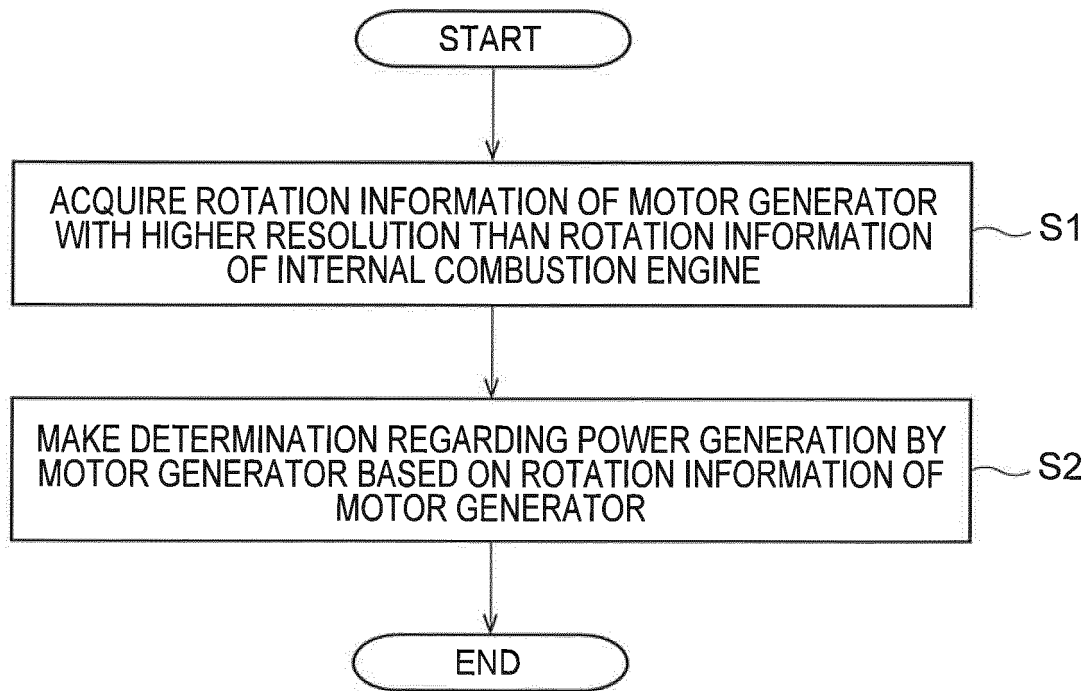 START
ACQUIRE ROTATION INFORMATION OF MOTOR GENERATOR
WITH HIGHER RESOLUTION THAN ROTATION INFORMATION
OF INTERNAL COMBUSTION ENGINE
S1
MAKE DETERMINATION REGARDING POWER GENERATION BY
MOTOR GENERATOR BASED ON ROTATION INFORMATION OF
MOTOR GENERATOR
S2
END